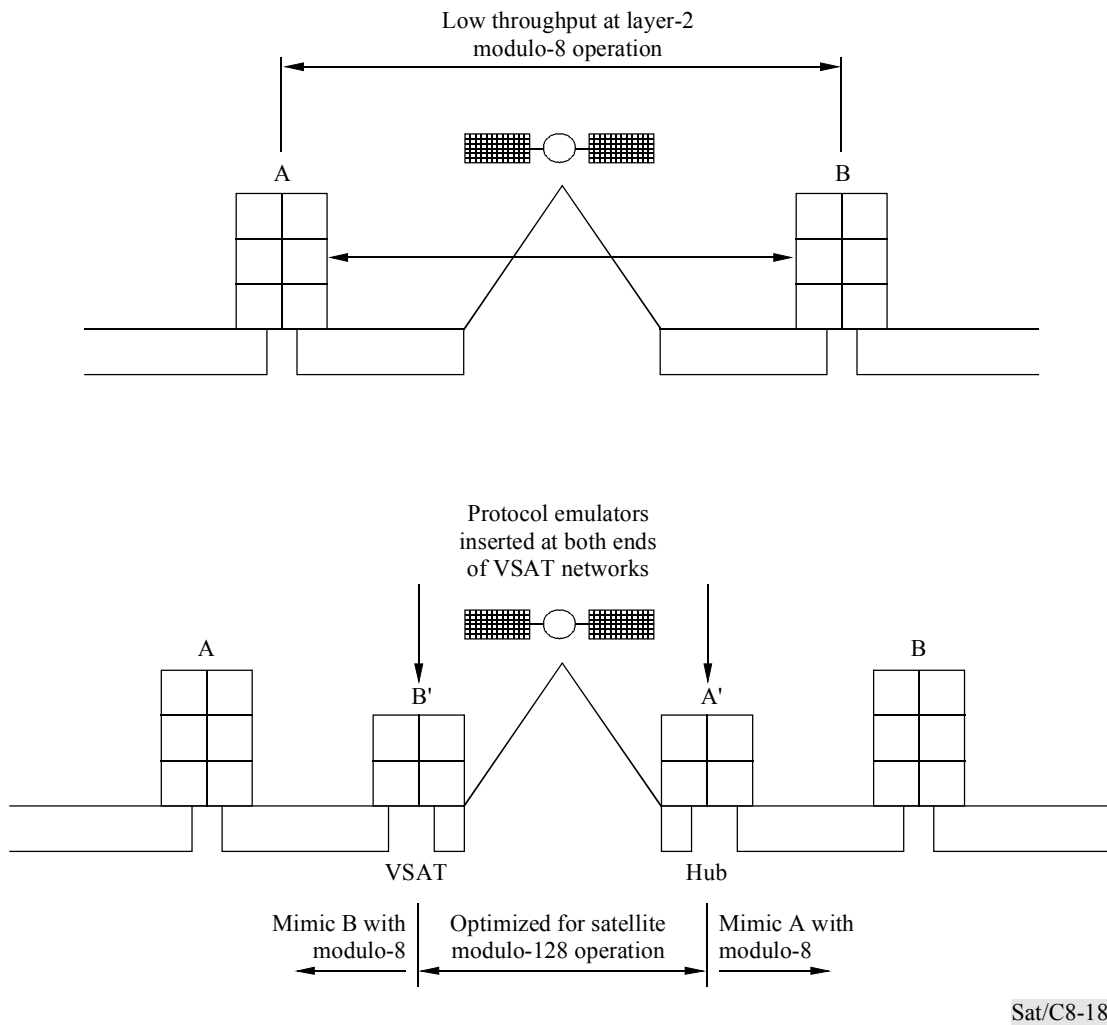 Low throughput at layer-2
modulo-8 operation
A
B
Protocol emulators
inserted at both ends
of VSAT networks
A
B'
A'
B
VSAT
Hub
Mimic B with
modulo-8
Optimized for satellite
modulo-128 operation
Mimic A with
modulo-8
Sat/C8-18